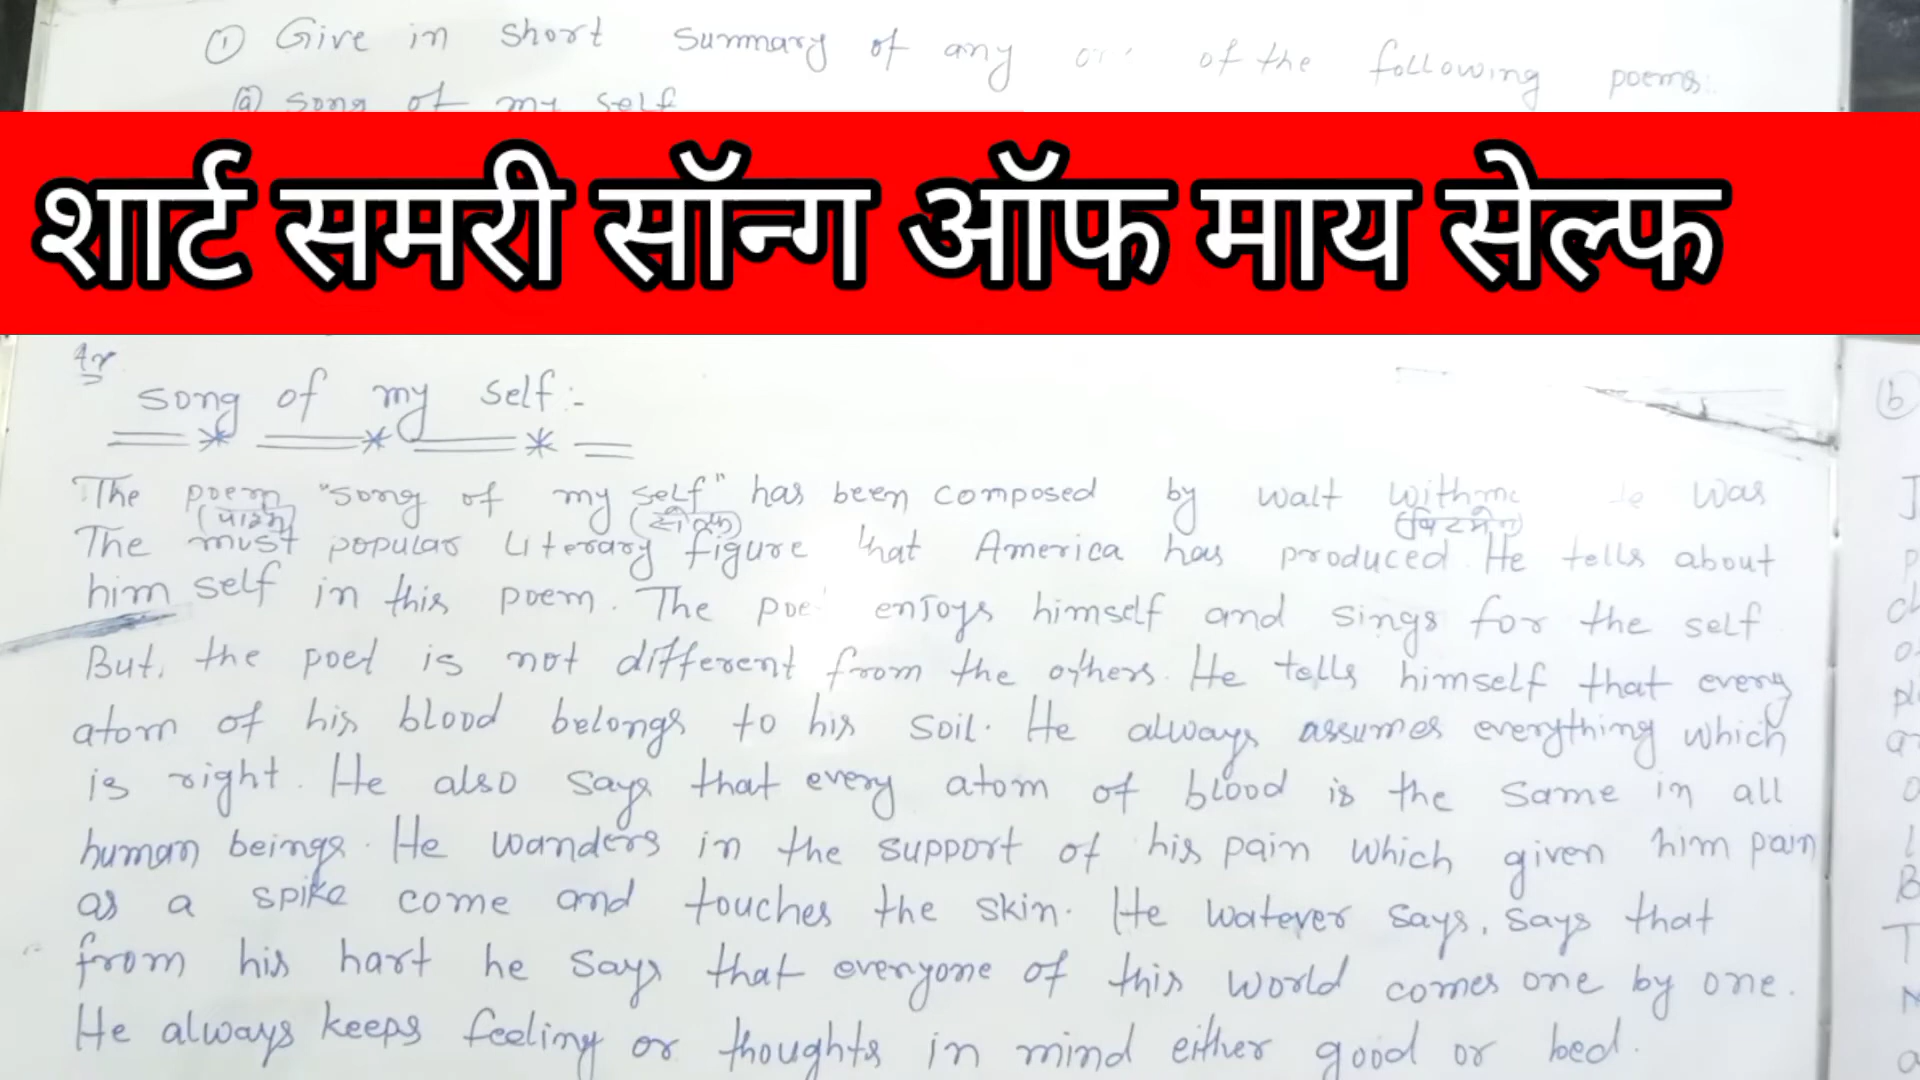 ① Give in short summary of any of the following poems:
(a) song of my self
शार्ट समरी सॉन्ग ऑफ माय सेल्फ
Ans
song of my self:-
The poem "song of my self" has been composed by walt withme was
(पोयम) (सेल्फ) (विटमेन)
The must popular Literary figure that America has produced. He tells about
him self in this poem. The enjoys himself and sings for the self
But, the poet is not different from the others. He tells himself that every
atom of his blood belongs to his soil. He always assumes everything which
is right. He also says that every atom of blood is the same in all
human beings. He wanders in the support of his pain which given him pain
as a spike come and touches the skin. He watever says, says that
from his hart he says that everyone of this world comes one by one.
He always keeps feeling or thoughts in mind either good or bed.
(b)